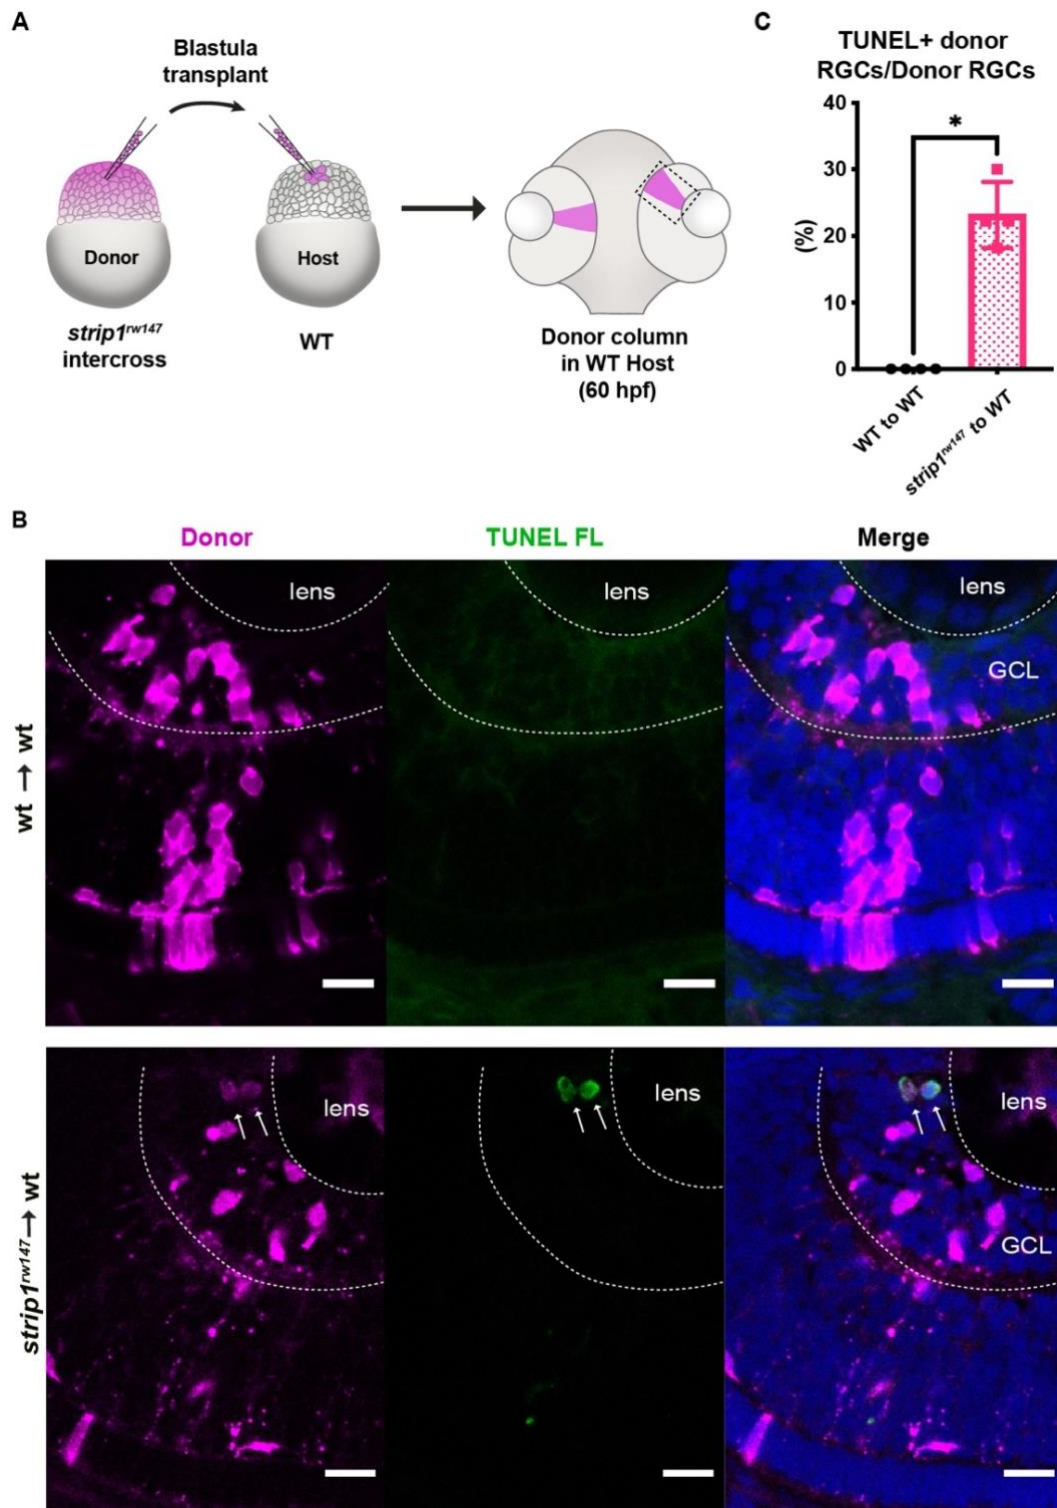 A
Blastula
transplant
Donor
Host
strip1rw147
intercross
WT
Donor column
in WT Host
(60 hpf)
C
TUNEL+ donor
RGCs/Donor RGCs
40
30
20
10
0
(%)
*
WT to WT
strip1rw147 to WT
B
Donor
TUNEL FL
Merge
wt → wt
lens
lens
lens
GCL
strip1rw147 → wt
lens
lens
lens
GCL